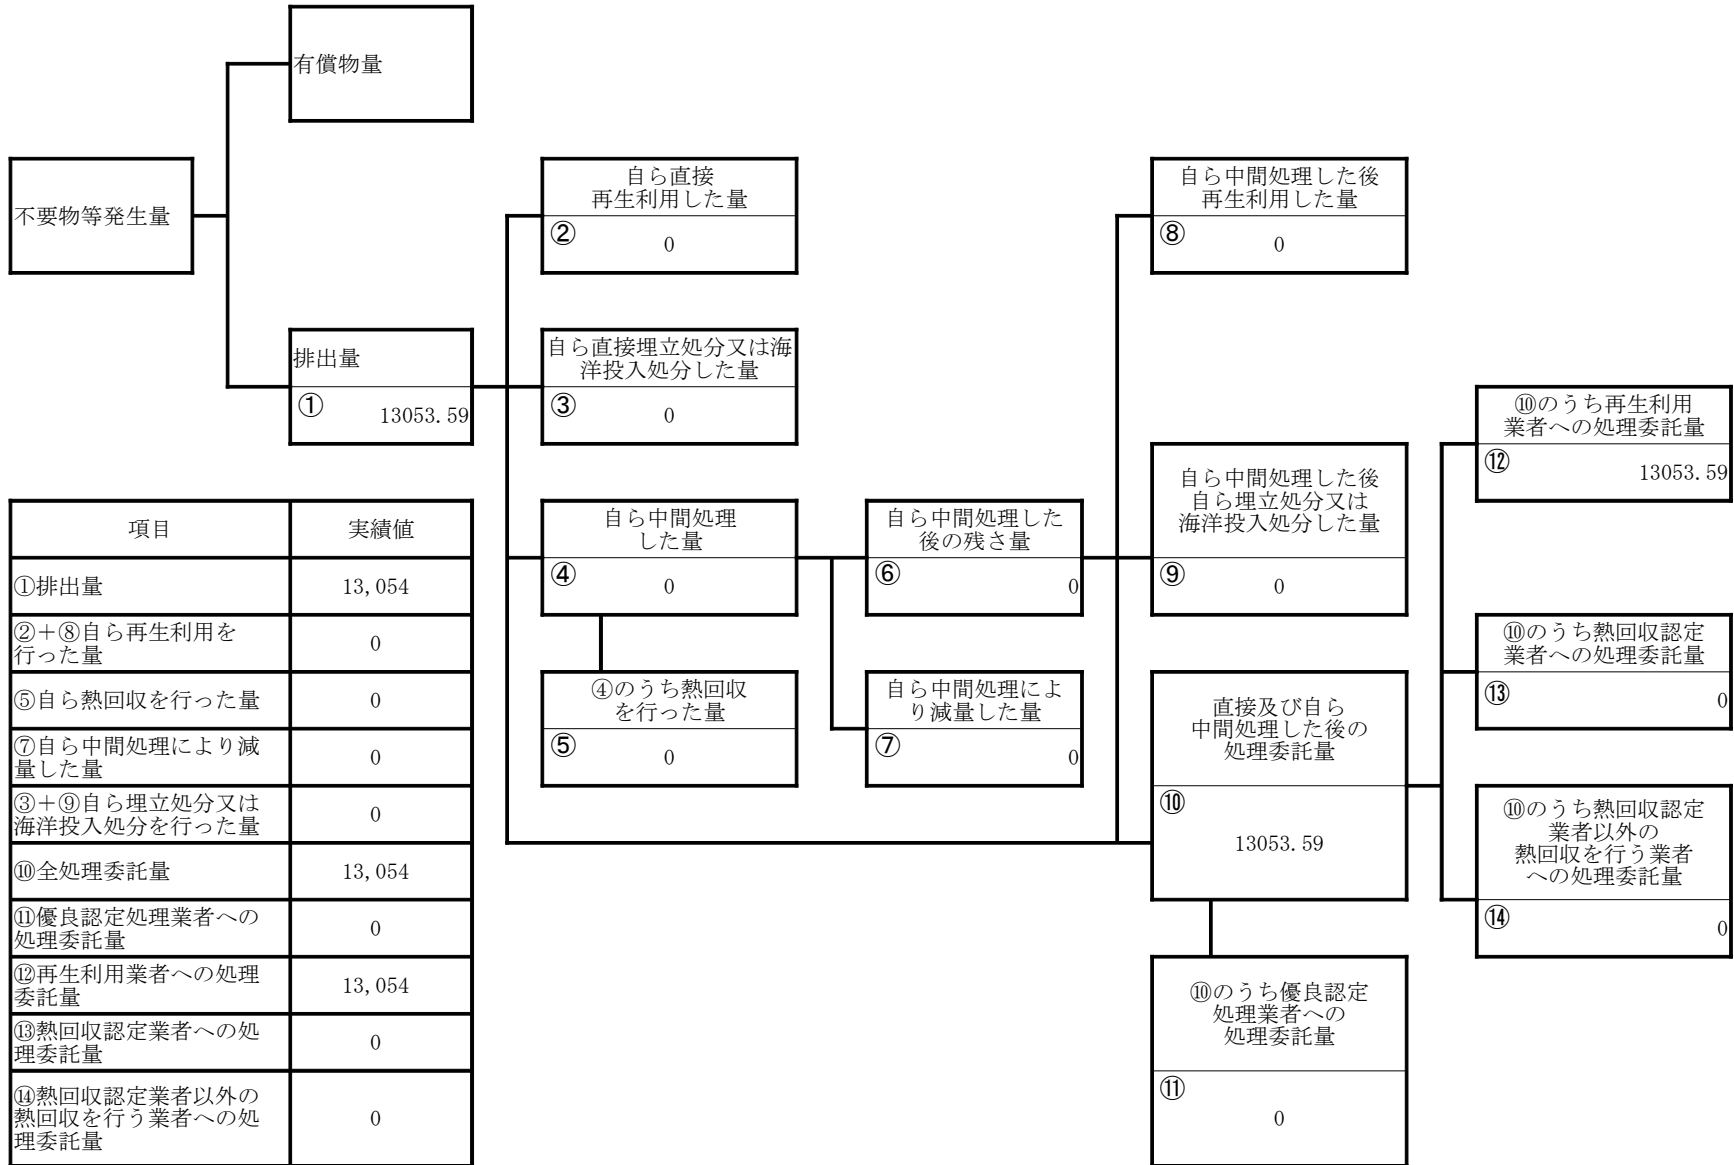 有償物量
不要物等発生量
自ら直接
再生利用した量
②
0
自ら中間処理した後
再生利用した量
⑧
0
排出量
①
13053.59
自ら直接埋立処分又は海
洋投入処分した量
③
0
⑩のうち再生利用
業者への処理委託量
⑫
13053.59
自ら中間処理
した量
④
0
自ら中間処理した
後の残さ量
⑥
0
自ら中間処理した後
自ら埋立処分又は
海洋投入処分した量
⑨
0
⑩のうち熱回収認定
業者への処理委託量
⑬
0
④のうち熱回収
を行った量
⑤
0
自ら中間処理によ
り減量した量
⑦
0
直接及び自ら
中間処理した後の
処理委託量
⑩
13053.59
⑩のうち熱回収認定
業者以外の
熱回収を行う業者
への処理委託量
⑭
0
⑩のうち優良認定
処理業者への
処理委託量
⑪
0
項目
実績値
①排出量
13,054
②＋⑧自ら再生利用を
行った量
0
⑤自ら熱回収を行った量
0
⑦自ら中間処理により減
量した量
0
③＋⑨自ら埋立処分又は
海洋投入処分を行った量
0
⑩全処理委託量
13,054
⑪優良認定処理業者への
処理委託量
0
⑫再生利用業者への処理
委託量
13,054
⑬熱回収認定業者への処
理委託量
0
⑭熱回収認定業者以外の
熱回収を行う業者への処
理委託量
0